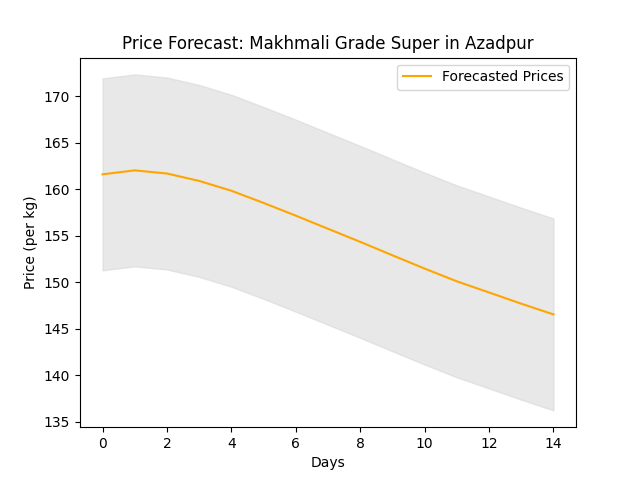 Price Forecast: Makhmali Grade Super in Azadpur
Forecasted Prices
170
165
160
155
150
145
140
135
Price (per kg)
0 2 4 6 8 10 12 14
Days